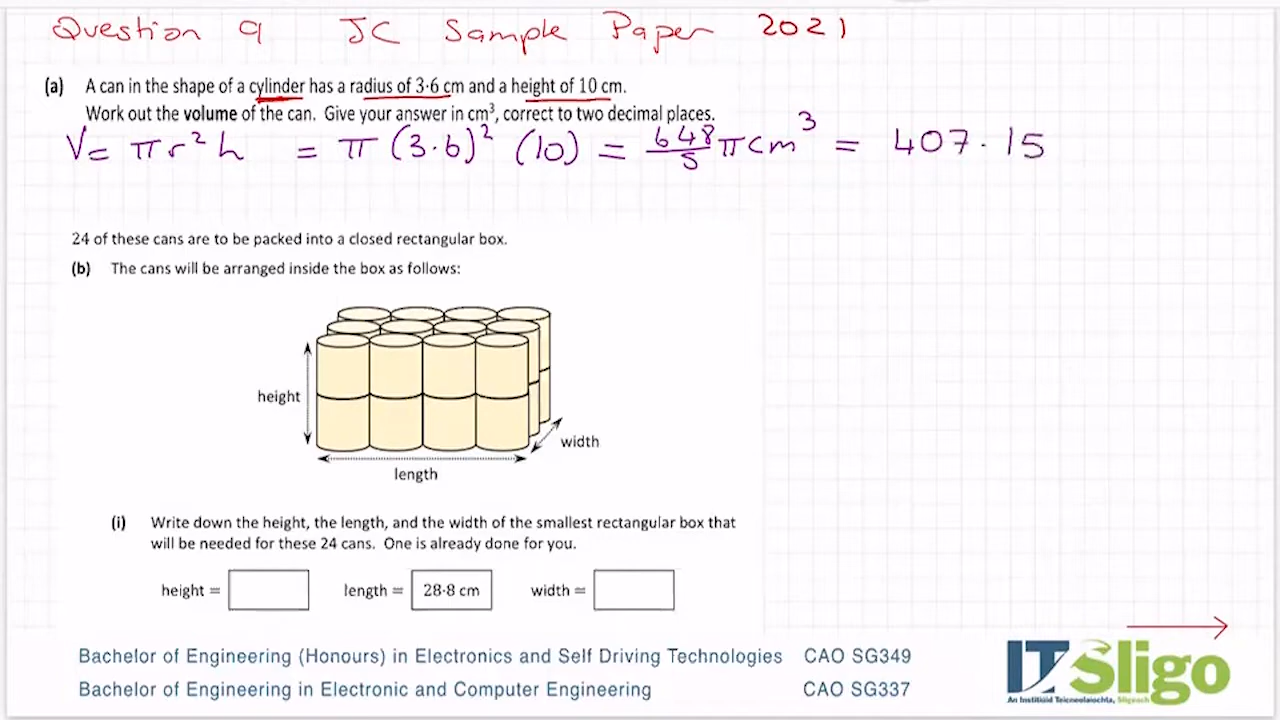 Question 9 JC Sample Paper 2021
(a) A can in the shape of a cylinder has a radius of 3·6 cm and a height of 10 cm.
Work out the volume of the can. Give your answer in cm³, correct to two decimal places.
V = πr²h = π(3·6)²(10) = 648/5 π cm³ = 407·15
24 of these cans are to be packed into a closed rectangular box.
(b) The cans will be arranged inside the box as follows:
height
width
length
(i) Write down the height, the length, and the width of the smallest rectangular box that
will be needed for these 24 cans. One is already done for you.
height = length = 28·8 cm width =
Bachelor of Engineering (Honours) in Electronics and Self Driving Technologies CAO SG349
Bachelor of Engineering in Electronic and Computer Engineering CAO SG337
IT Sligo
An Institiúid Teicneolaíochta, Sligeach